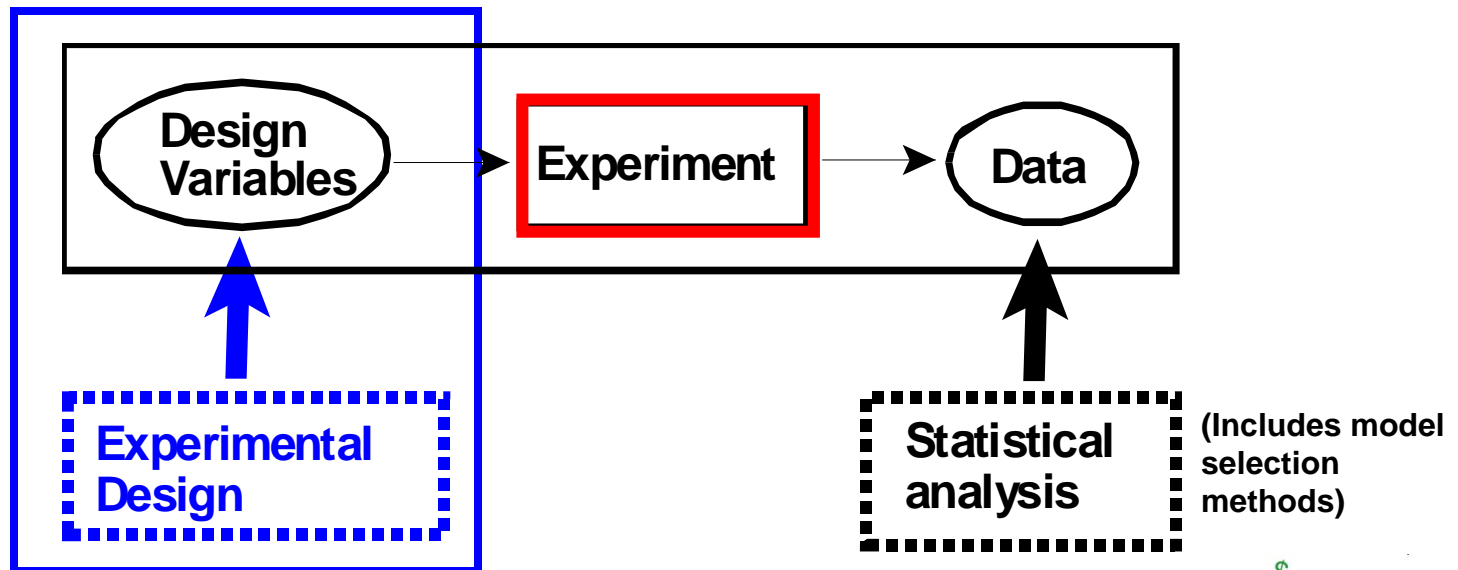 Design
Variables
Experiment
Data
Experimental
Design
Statistical
analysis
(Includes model
selection
methods)